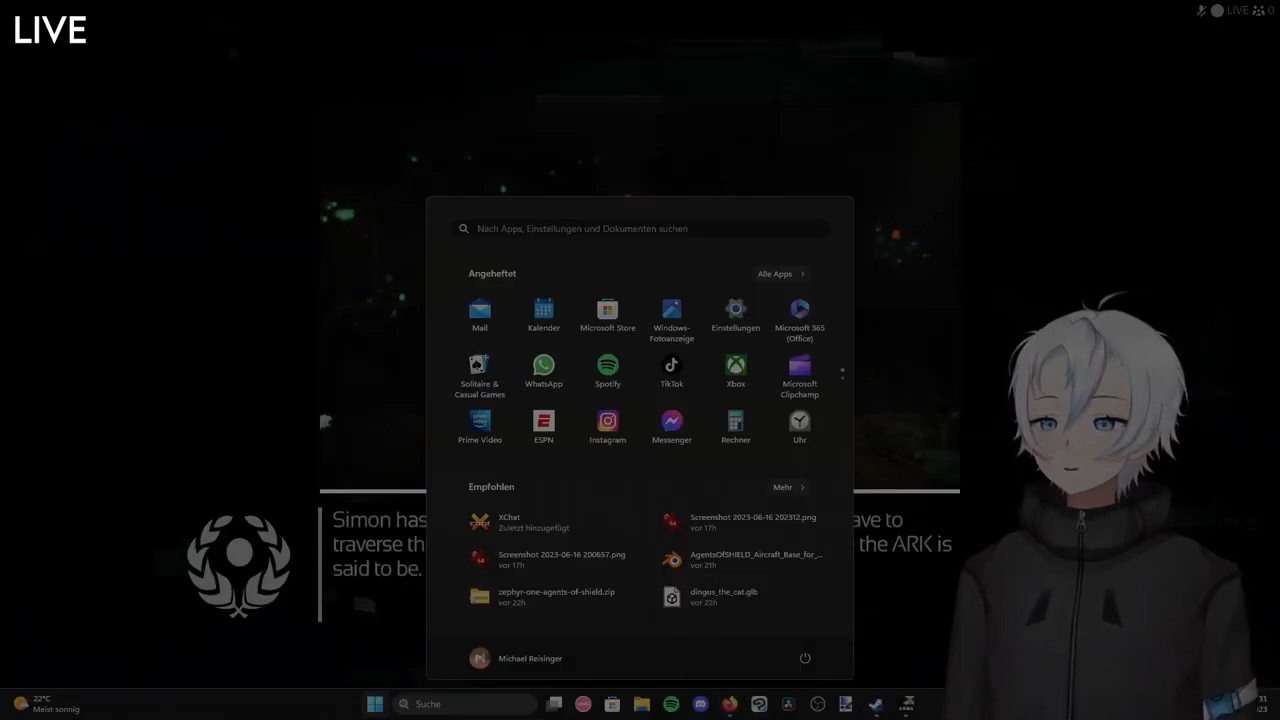 LIVE
LIVE 0
Nach Apps, Einstellungen und Dokumenten suchen
Angeheftet
Alle Apps
Mail
Kalender
Microsoft Store
Windows-
Fotoanzeige
Einstellungen
Microsoft 365
(Office)
Solitaire &
Casual Games
WhatsApp
Spotify
TikTok
Xbox
Microsoft
Clipchamp
Prime Video
ESPN
Instagram
Messenger
Rechner
Uhr
Empfohlen
Mehr
XChat
Zuletzt hinzugefügt
Screenshot 2023-06-16 202312.png
vor 17h
Screenshot 2023-06-16 200657.png
vor 17h
AgentsOfSHIELD_Aircraft_Base_for_...
vor 21h
zephyr-one-agents-of-shield.zip
vor 22h
dingus_the_cat.glb
vor 23h
Simon has
ave to
traverse the
the ARK is
said to be.
Michael Reisinger
22°C
Meist sonnig
Suche
31
023